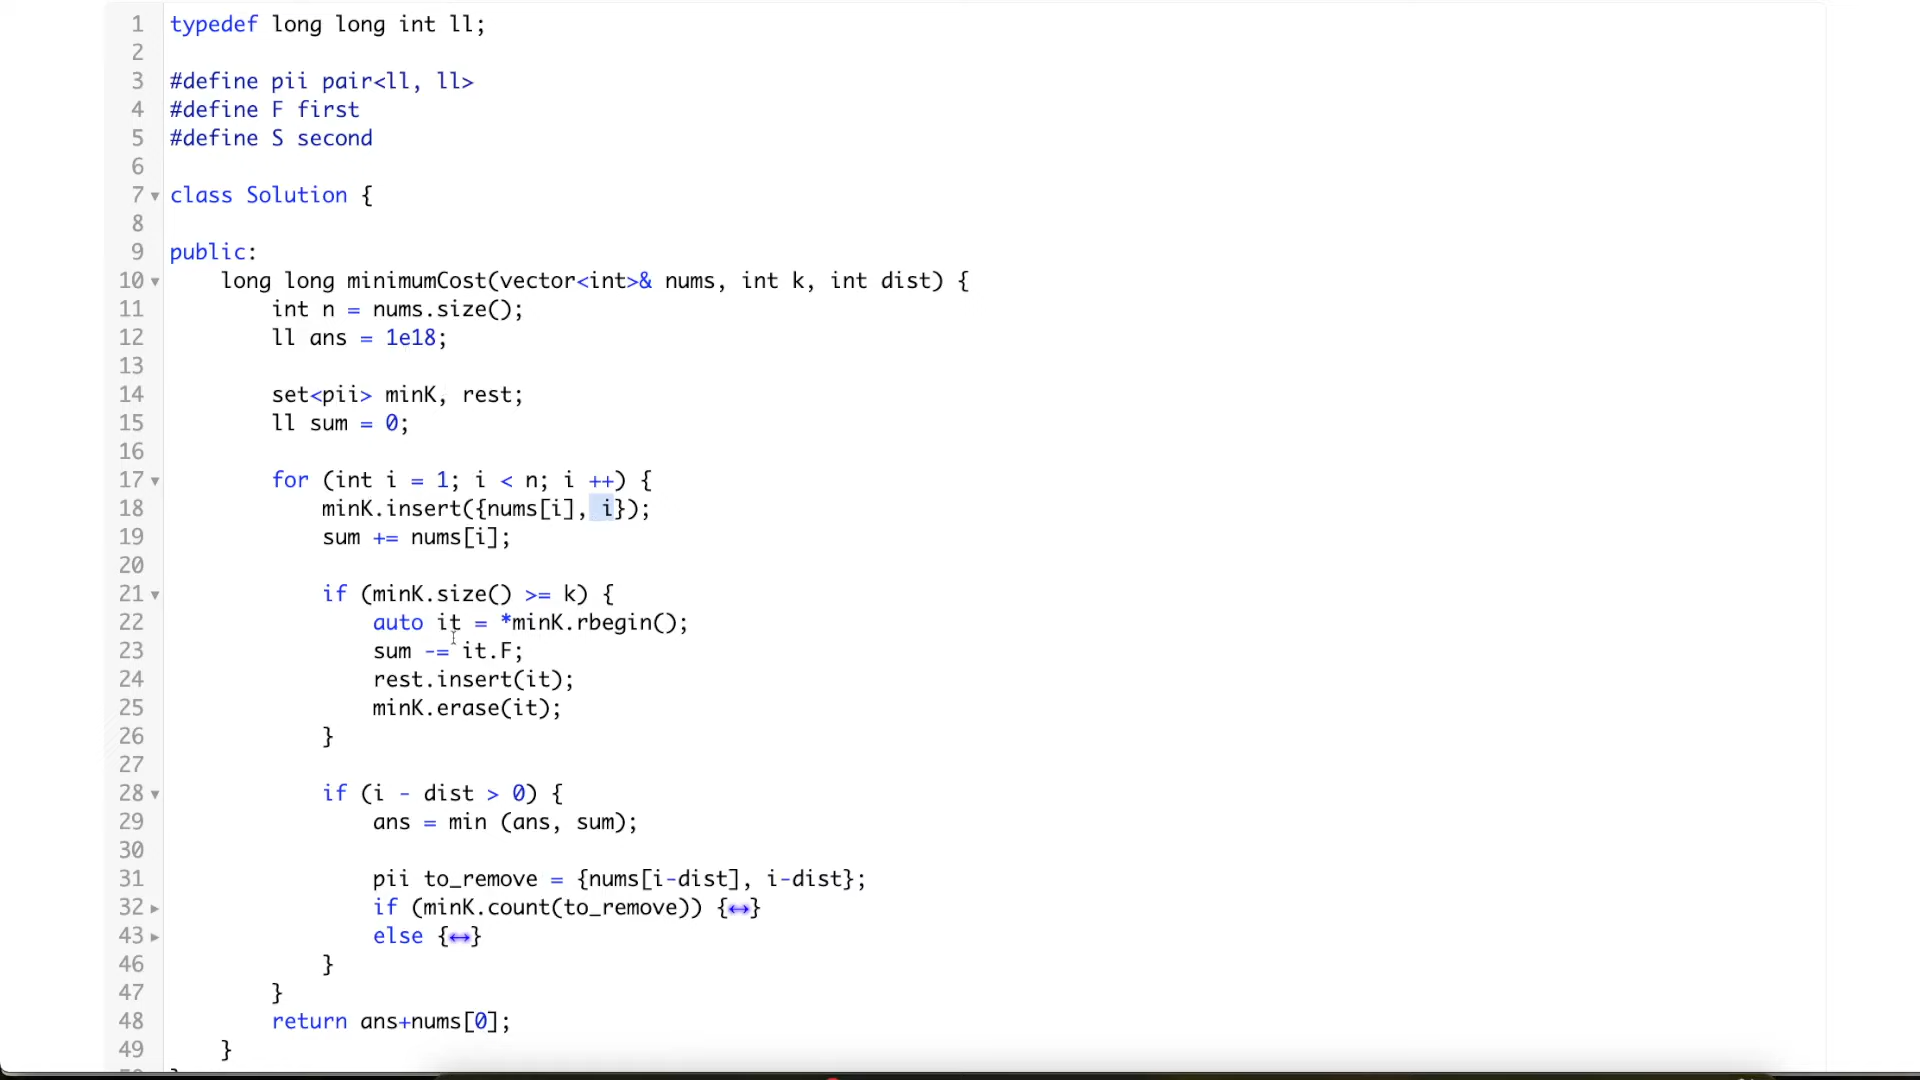 1 typedef long long int ll;
2
3 #define pii pair<ll, ll>
4 #define F first
5 #define S second
6
7 class Solution {
8
9 public:
10     long long minimumCost(vector<int>& nums, int k, int dist) {
11         int n = nums.size();
12         ll ans = 1e18;
13
14         set<pii> minK, rest;
15         ll sum = 0;
16
17         for (int i = 1; i < n; i ++) {
18             minK.insert({nums[i], i});
19             sum += nums[i];
20
21             if (minK.size() >= k) {
22                 auto it = *minK.rbegin();
23                 sum -= it.F;
24                 rest.insert(it);
25                 minK.erase(it);
26             }
27
28             if (i - dist > 0) {
29                 ans = min (ans, sum);
30
31                 pii to_remove = {nums[i-dist], i-dist};
32                 if (minK.count(to_remove)) {↔}
43                 else {↔}
46             }
47         }
48         return ans+nums[0];
49     }